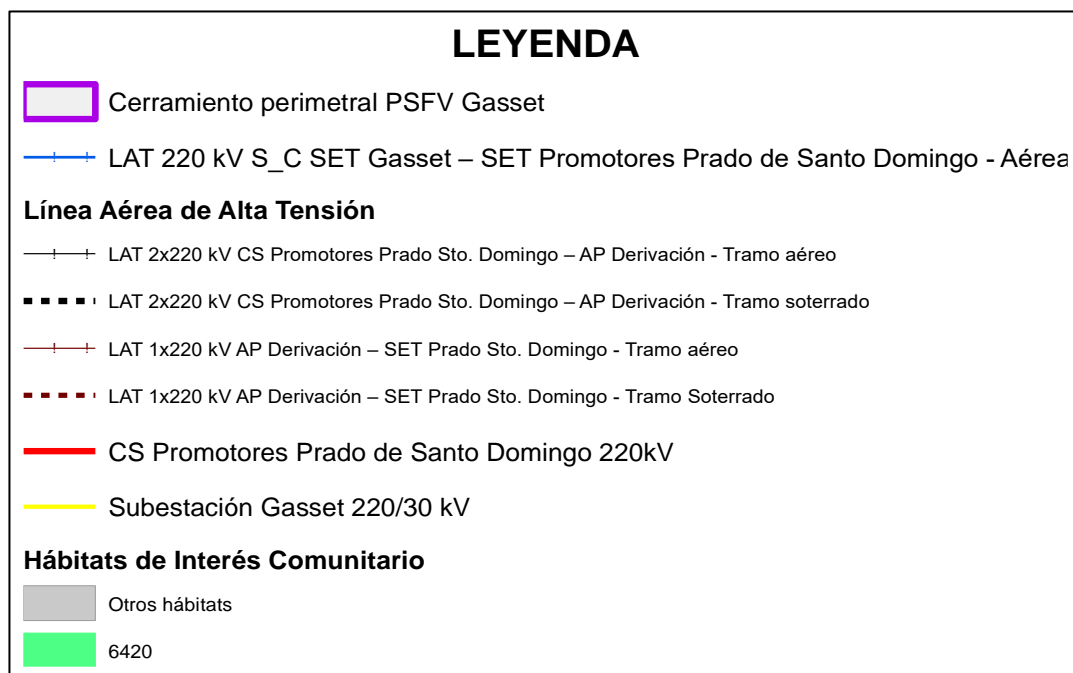 LEYENDA
Cerramiento perimetral PSFV Gasset
LAT 220 kV S_C SET Gasset – SET Promotores Prado de Santo Domingo - Aérea
Línea Aérea de Alta Tensión
LAT 2x220 kV CS Promotores Prado Sto. Domingo – AP Derivación - Tramo aéreo
LAT 2x220 kV CS Promotores Prado Sto. Domingo – AP Derivación - Tramo soterrado
LAT 1x220 kV AP Derivación – SET Prado Sto. Domingo - Tramo aéreo
LAT 1x220 kV AP Derivación – SET Prado Sto. Domingo - Tramo Soterrado
CS Promotores Prado de Santo Domingo 220kV
Subestación Gasset 220/30 kV
Hábitats de Interés Comunitario
Otros hábitats
6420